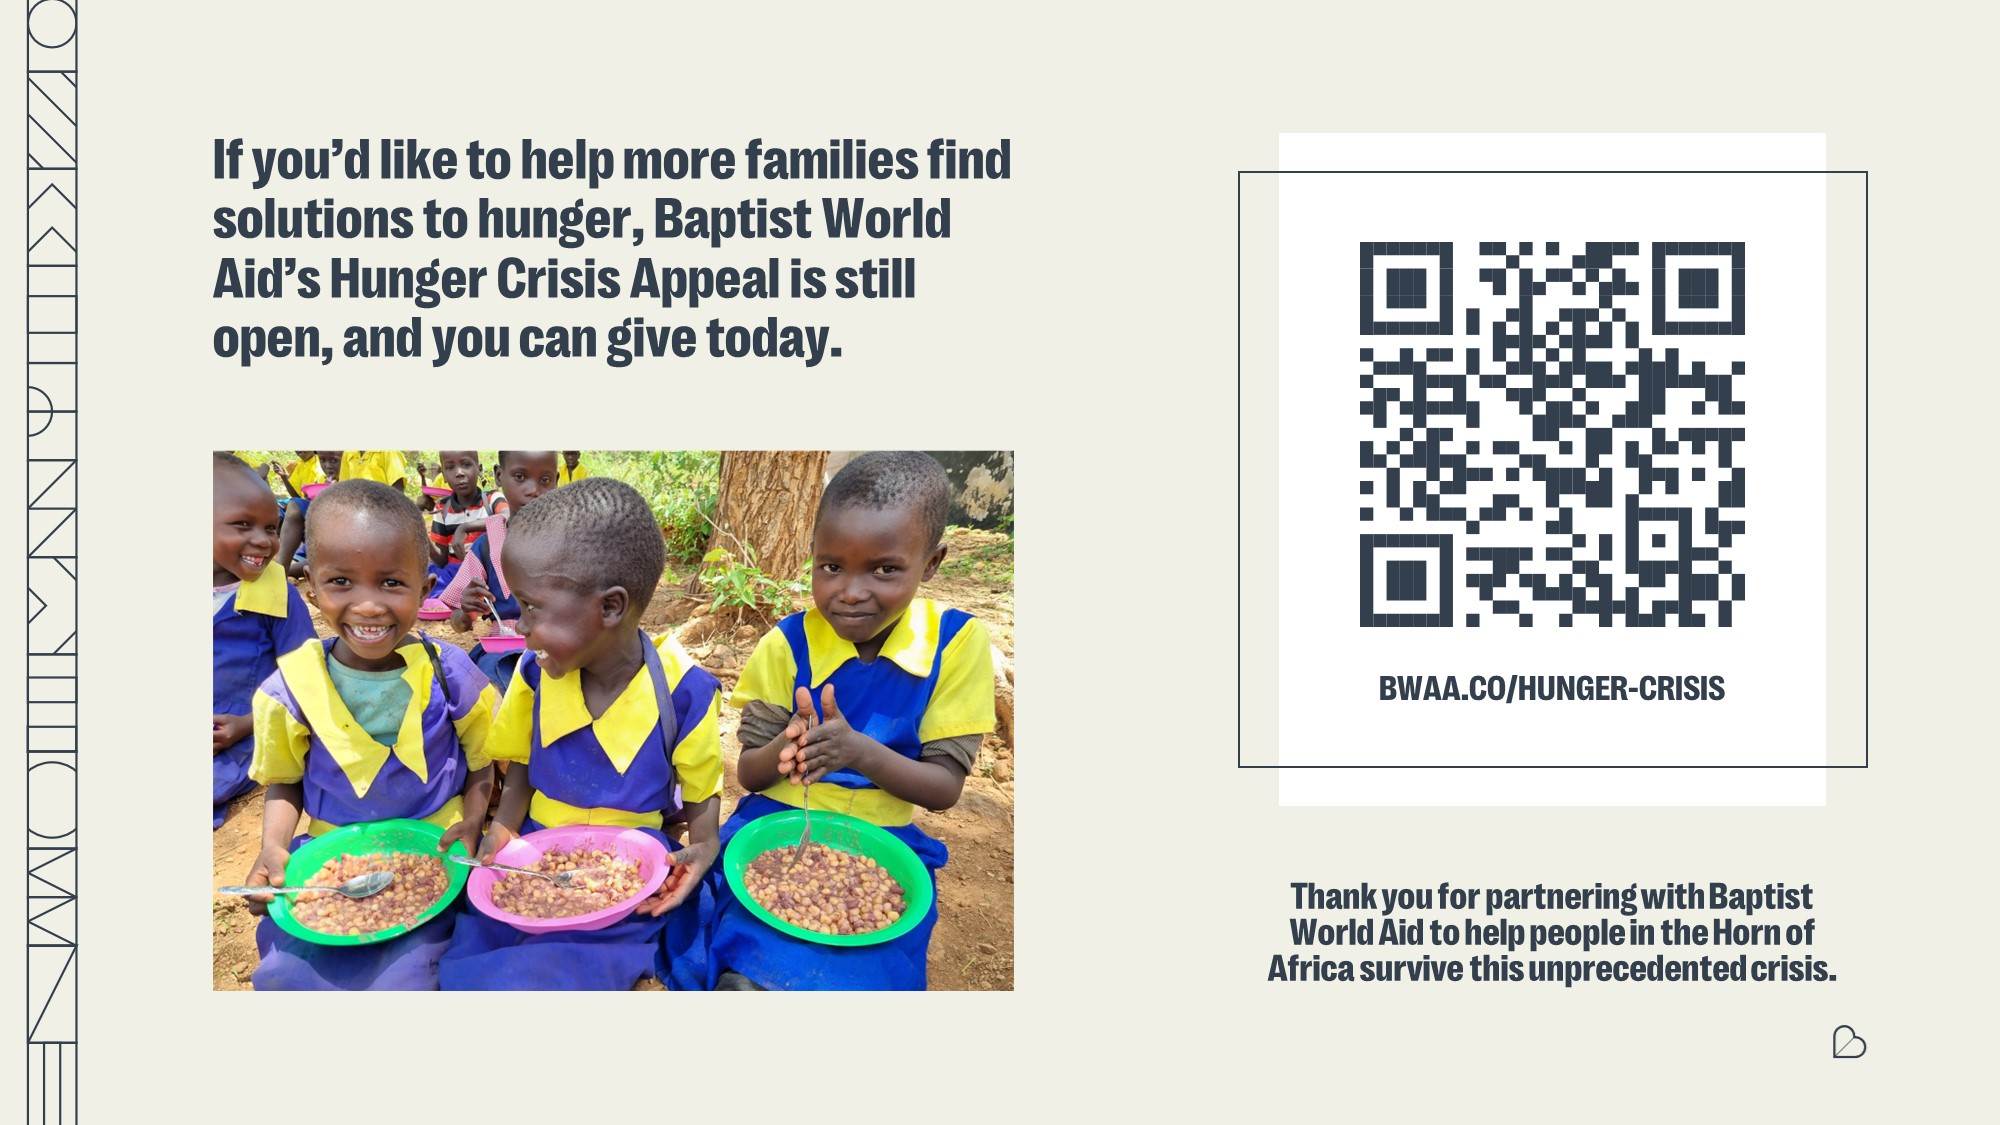 If you’d like to help more families find
solutions to hunger, Baptist World
Aid’s Hunger Crisis Appeal is still
open, and you can give today.
BWAA.CO/HUNGER-CRISIS
Thank you for partnering with Baptist
World Aid to help people in the Horn of
Africa survive this unprecedented crisis.